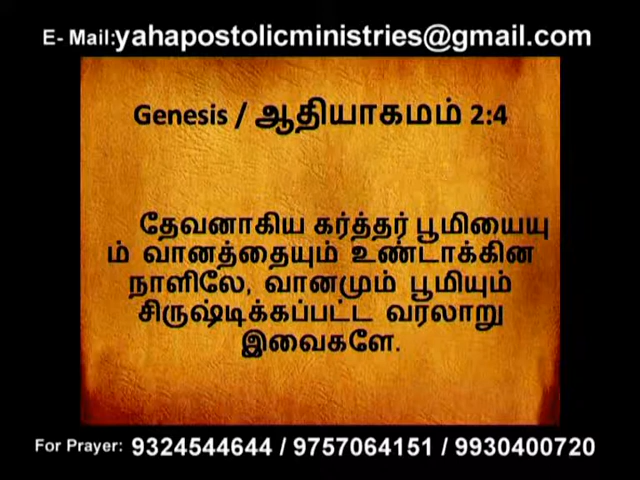 E- Mail:yahapostolicministries@gmail.com
Genesis / ஆதியாகமம் 2:4
தேவனாகிய கர்த்தர் பூமியையு
ம் வானத்தையும் உண்டாக்கின
நாளிலே, வானமும் பூமியும்
சிருஷ்டிக்கப்பட்ட வரலாறு
இவைகளே.
For Prayer: 9324544644 / 9757064151 / 9930400720